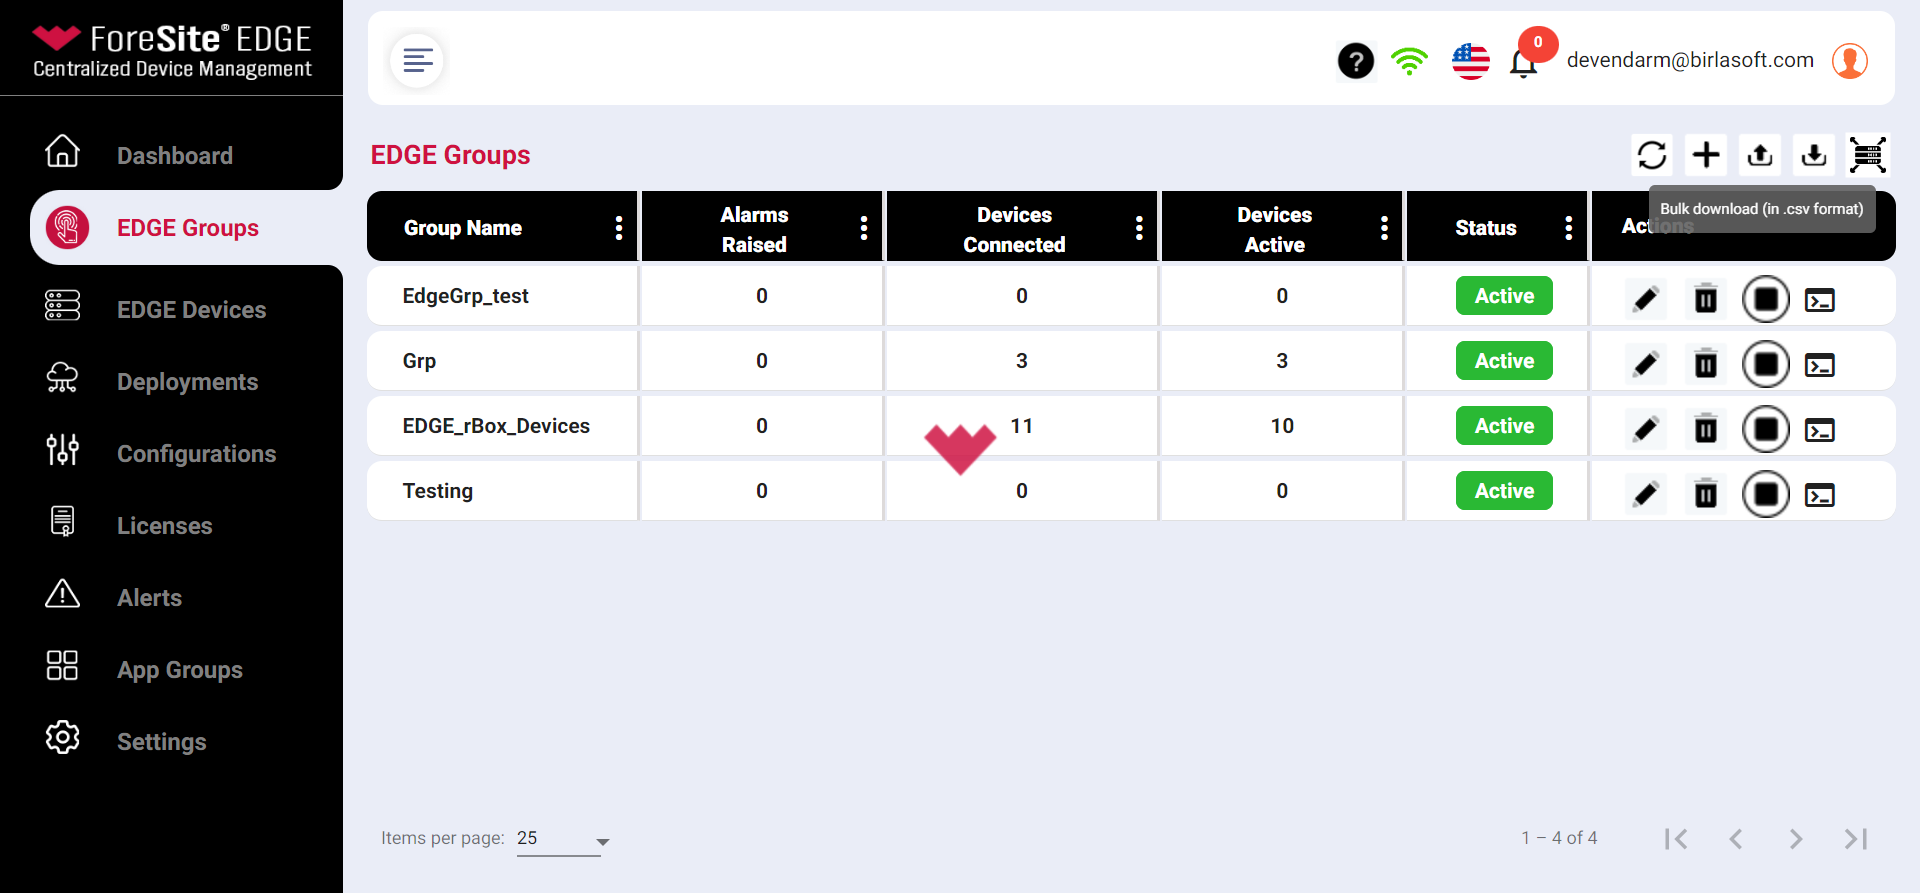 ForeSite® EDGE
Centralized Device Management
?
0
devendarm@birlasoft.com
Dashboard
EDGE Groups
EDGE Devices
Deployments
Configurations
Licenses
Alerts
App Groups
Settings
EDGE Groups
Bulk download (in .csv format)
Group Name
Alarms
Raised
Devices
Connected
Devices
Active
Status
Actions
EdgeGrp_test 0 0 0 Active
Grp 0 3 3 Active
EDGE_rBox_Devices 0 11 10 Active
Testing 0 0 0 Active
Items per page: 25
1 – 4 of 4